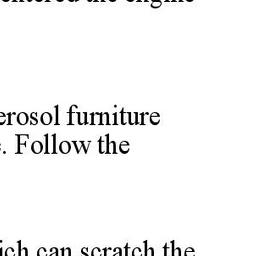 entered the engine
erosol furniture
. Follow the
ich can scratch the